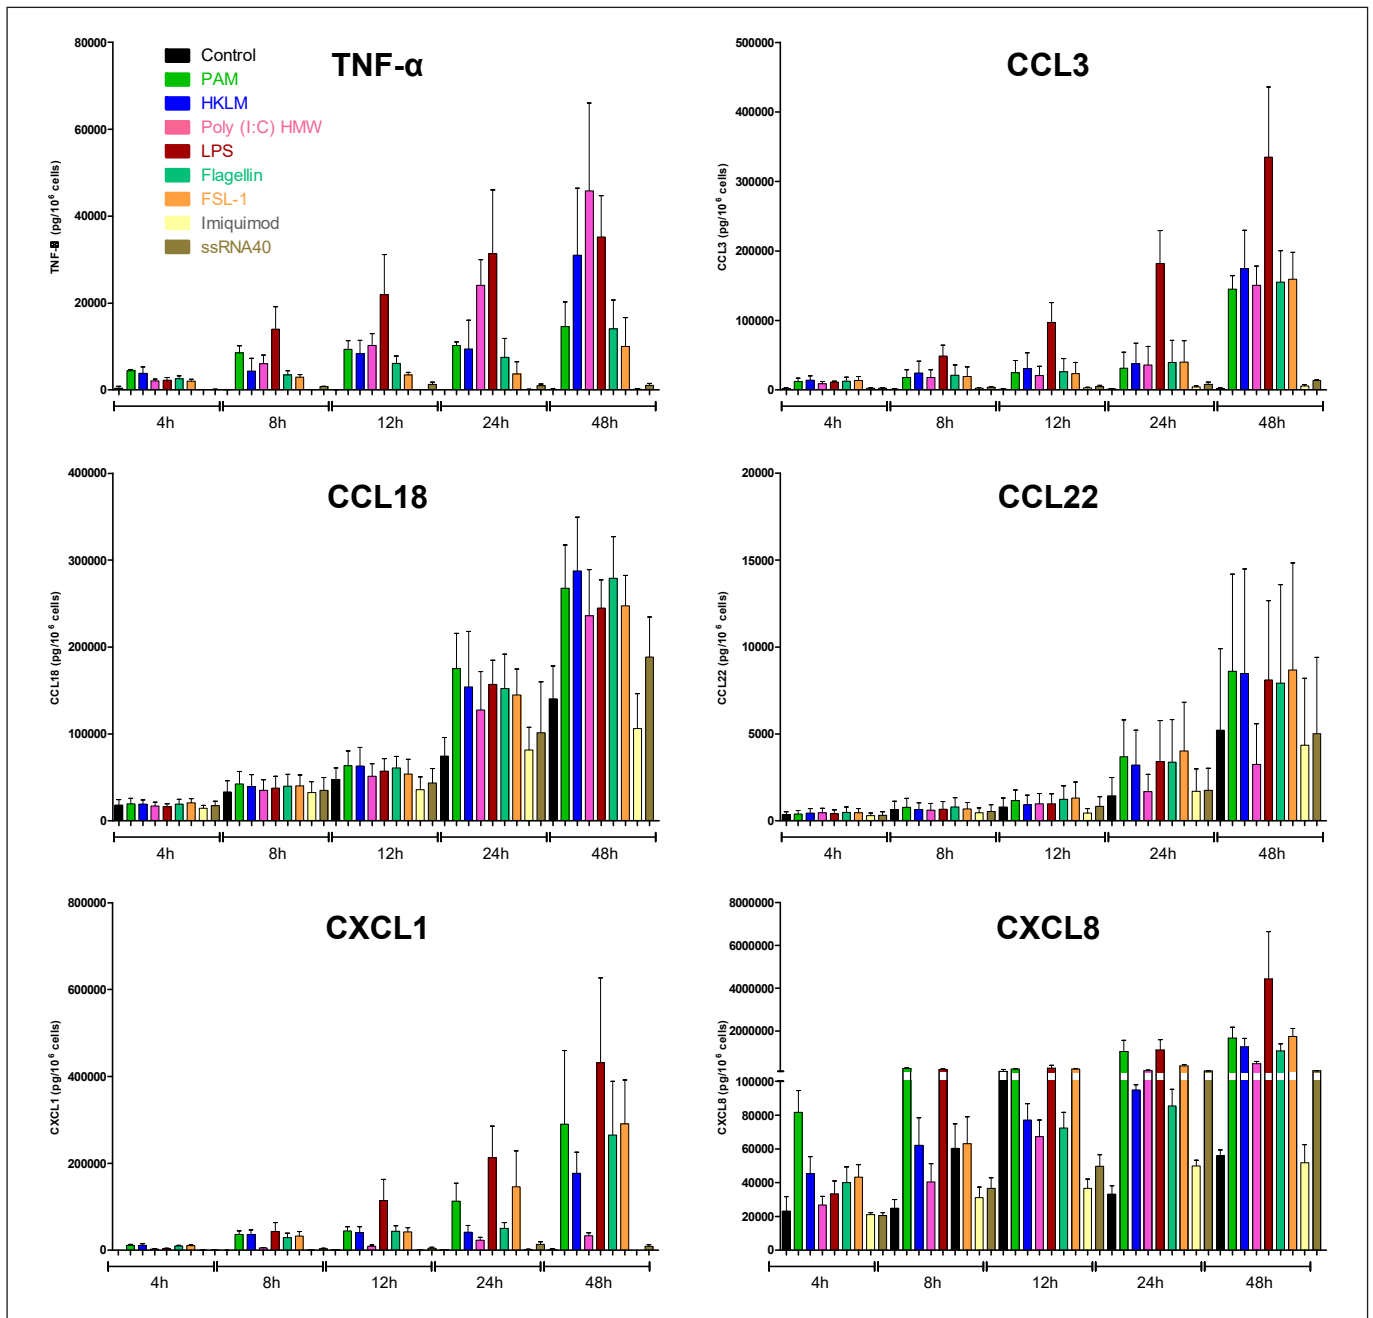 TNF-α
80000
60000
40000
20000
0
(pg/10⁶ cells)
Control
PAM
HKLM
Poly (I:C) HMW
LPS
Flagellin
FSL-1
Imiquimod
ssRNA40
4h 8h 12h 24h 48h
CCL3
500000
400000
300000
200000
100000
0
CCL3 (pg/10⁶ cells)
4h 8h 12h 24h 48h
CCL18
400000
300000
200000
100000
0
CCL18 (pg/10⁶ cells)
4h 8h 12h 24h 48h
CCL22
20000
15000
10000
5000
0
CCL22 (pg/10⁶ cells)
4h 8h 12h 24h 48h
CXCL1
800000
600000
400000
200000
0
CXCL1 (pg/10⁶ cells)
4h 8h 12h 24h 48h
CXCL8
8000000
6000000
4000000
2000000
100000
80000
60000
40000
20000
0
CXCL8 (pg/10⁶ cells)
4h 8h 12h 24h 48h